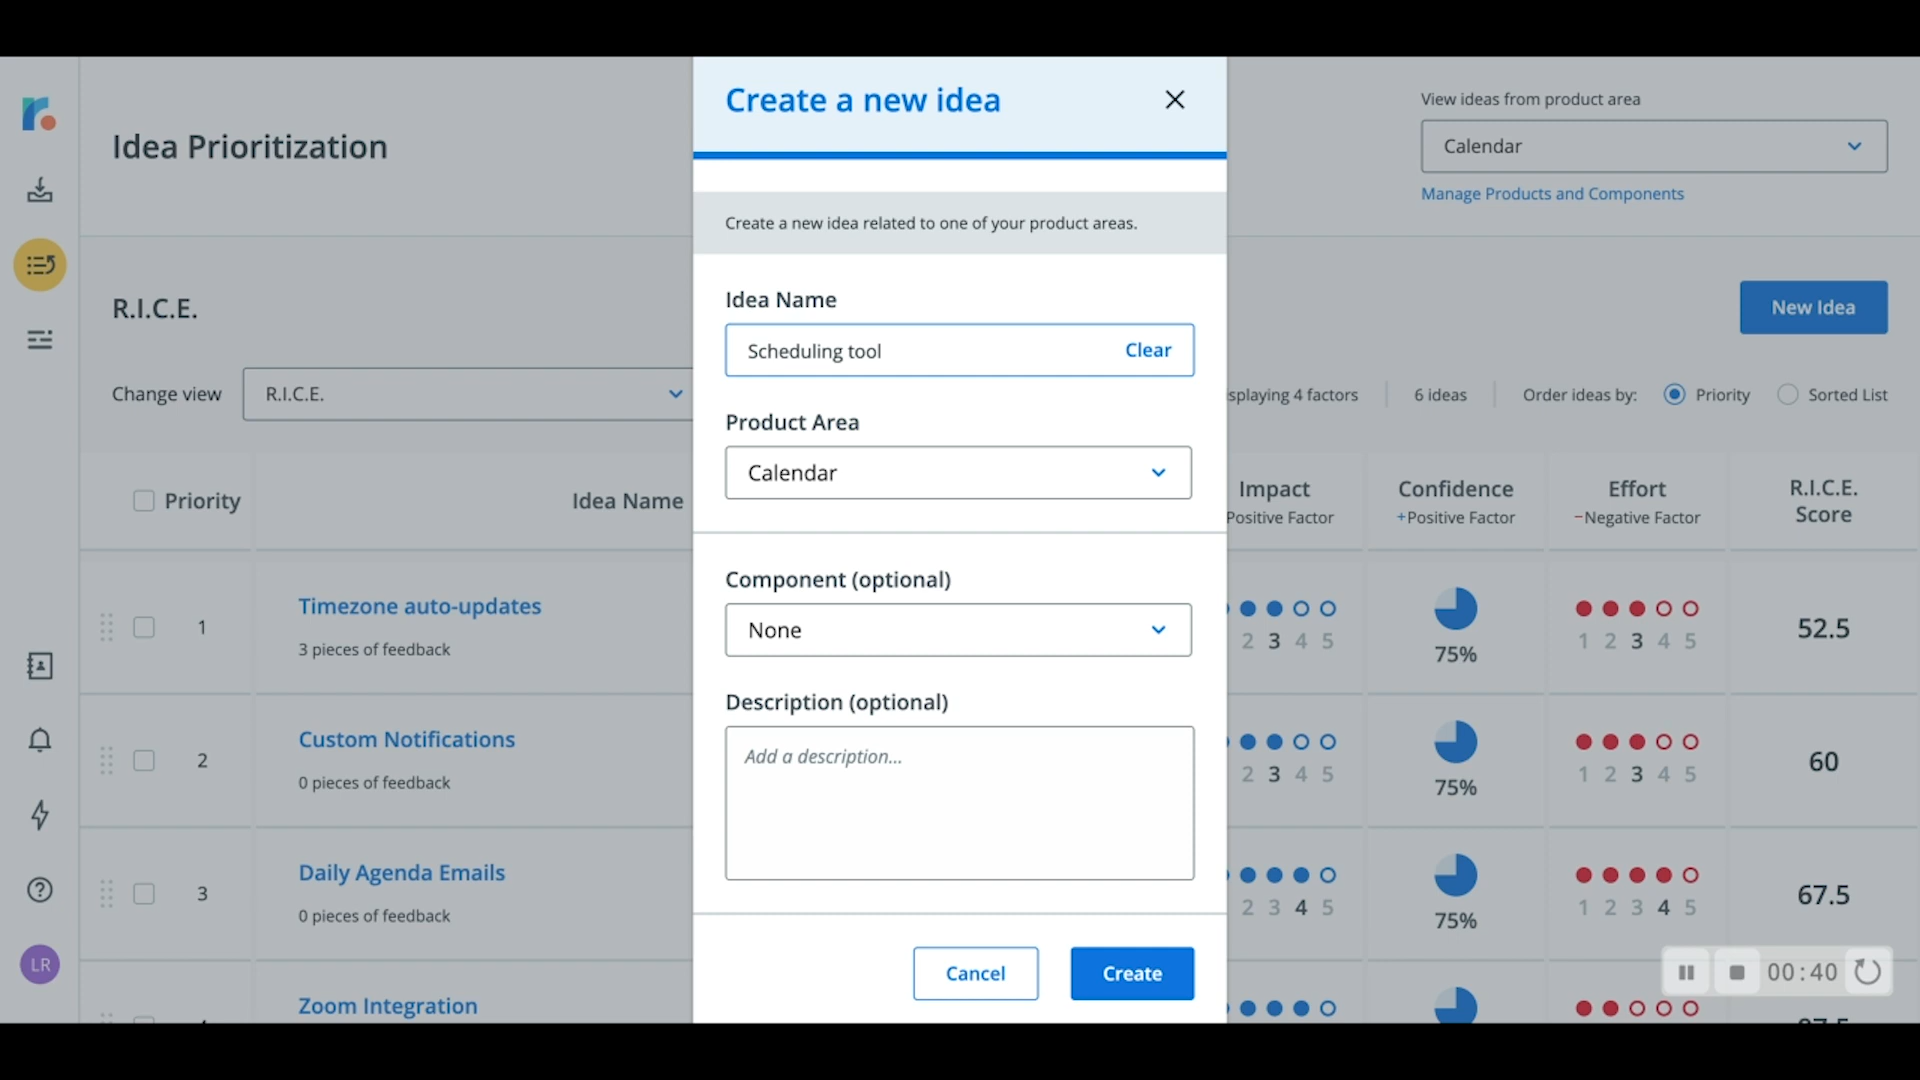 Create a new idea
Create a new idea related to one of your product areas.
Idea Name
Scheduling tool
Clear
Product Area
Calendar
Component (optional)
None
Description (optional)
Add a description...
Cancel
Create
Idea Prioritization
View ideas from product area
Calendar
Manage Products and Components
R.I.C.E.
New Idea
Change view
R.I.C.E.
splaying 4 factors
6 ideas
Order ideas by:
Priority
Sorted List
Priority
Idea Name
Impact
Positive Factor
Confidence
+Positive Factor
Effort
−Negative Factor
R.I.C.E.
Score
1
Timezone auto-updates
3 pieces of feedback
2 3 4 5
75%
1 2 3 4 5
52.5
2
Custom Notifications
0 pieces of feedback
2 3 4 5
75%
1 2 3 4 5
60
3
Daily Agenda Emails
0 pieces of feedback
2 3 4 5
75%
1 2 3 4 5
67.5
Zoom Integration
LR
00:40